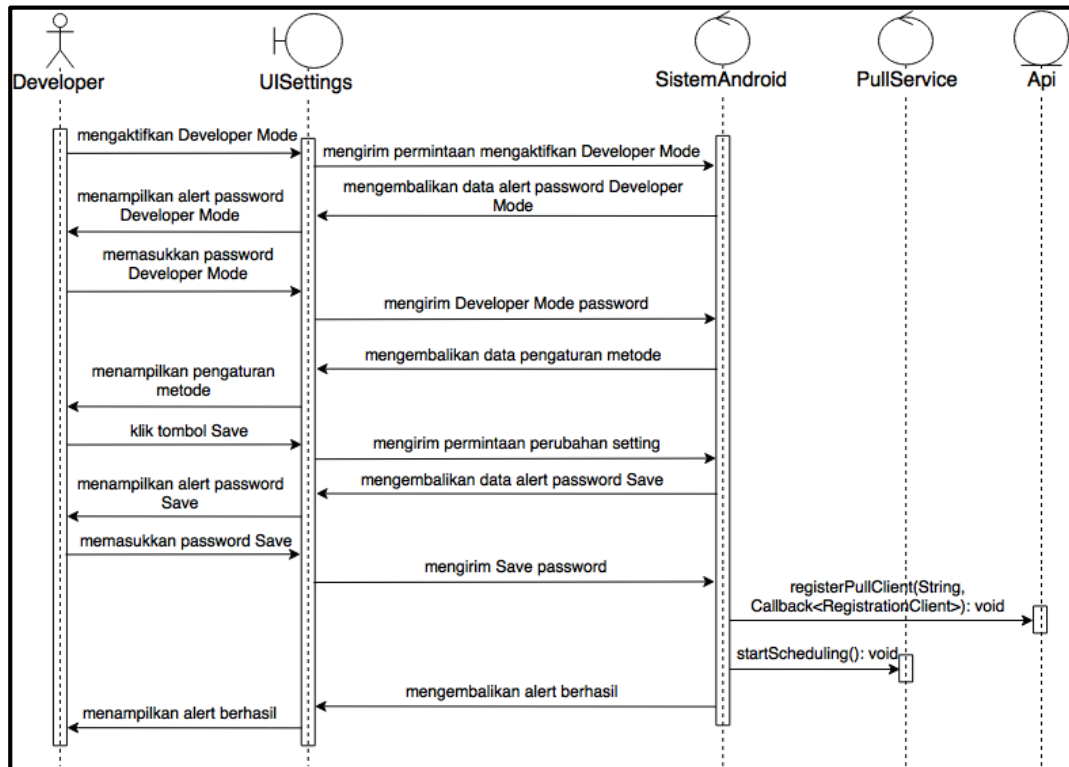 Developer
UISettings
SistemAndroid
PullService
Api
mengaktifkan Developer Mode
mengirim permintaan mengaktifkan Developer Mode
mengembalikan data alert password Developer
Mode
menampilkan alert password
Developer Mode
memasukkan password
Developer Mode
mengirim Developer Mode password
mengembalikan data pengaturan metode
menampilkan pengaturan
metode
klik tombol Save
mengirim permintaan perubahan setting
mengembalikan data alert password Save
menampilkan alert password
Save
memasukkan password Save
mengirim Save password
registerPullClient(String,
Callback<RegistrationClient>): void
startScheduling(): void
mengembalikan alert berhasil
menampilkan alert berhasil